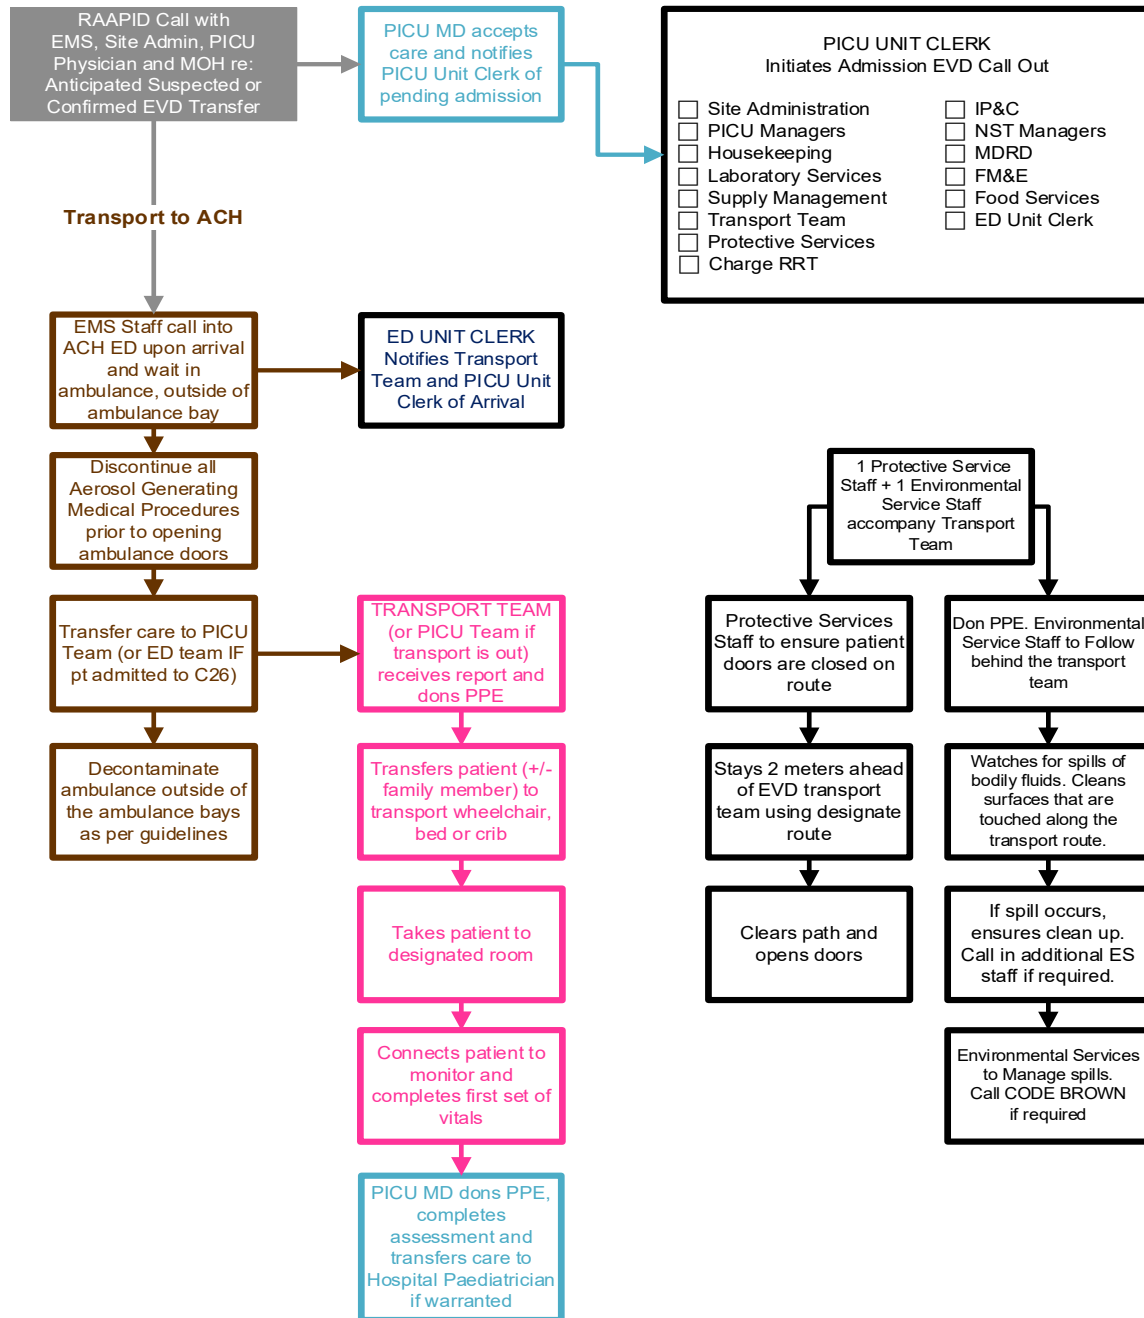 RAAPID Call with
EMS, Site Admin, PICU
Physician and MOH re:
Anticipated Suspected or
Confirmed EVD Transfer
PICU MD accepts
care and notifies
PICU Unit Clerk of
pending admission
PICU UNIT CLERK
Initiates Admission EVD Call Out
Site Administration
PICU Managers
Housekeeping
Laboratory Services
Supply Management
Transport Team
Protective Services
Charge RRT
IP&C
NST Managers
MDRD
FM&E
Food Services
ED Unit Clerk
Transport to ACH
EMS Staff call into
ACH ED upon arrival
and wait in
ambulance, outside of
ambulance bay
ED UNIT CLERK
Notifies Transport
Team and PICU Unit
Clerk of Arrival
Discontinue all
Aerosol Generating
Medical Procedures
prior to opening
ambulance doors
Transfer care to PICU
Team (or ED team IF
pt admitted to C26)
Decontaminate
ambulance outside of
the ambulance bays
as per guidelines
TRANSPORT TEAM
(or PICU Team if
transport is out)
receives report and
dons PPE
Transfers patient (+/-
family member) to
transport wheelchair,
bed or crib
Takes patient to
designated room
Connects patient to
monitor and
completes first set of
vitals
PICU MD dons PPE,
completes
assessment and
transfers care to
Hospital Paediatrician
if warranted
1 Protective Service
Staff + 1 Environmental
Service Staff
accompany Transport
Team
Protective Services
Staff to ensure patient
doors are closed on
route
Stays 2 meters ahead
of EVD transport
team using designate
route
Clears path and
opens doors
Don PPE. Environmental
Service Staff to Follow
behind the transport
team
Watches for spills of
bodily fluids. Cleans
surfaces that are
touched along the
transport route.
If spill occurs,
ensures clean up.
Call in additional ES
staff if required.
Environmental Services
to Manage spills.
Call CODE BROWN
if required